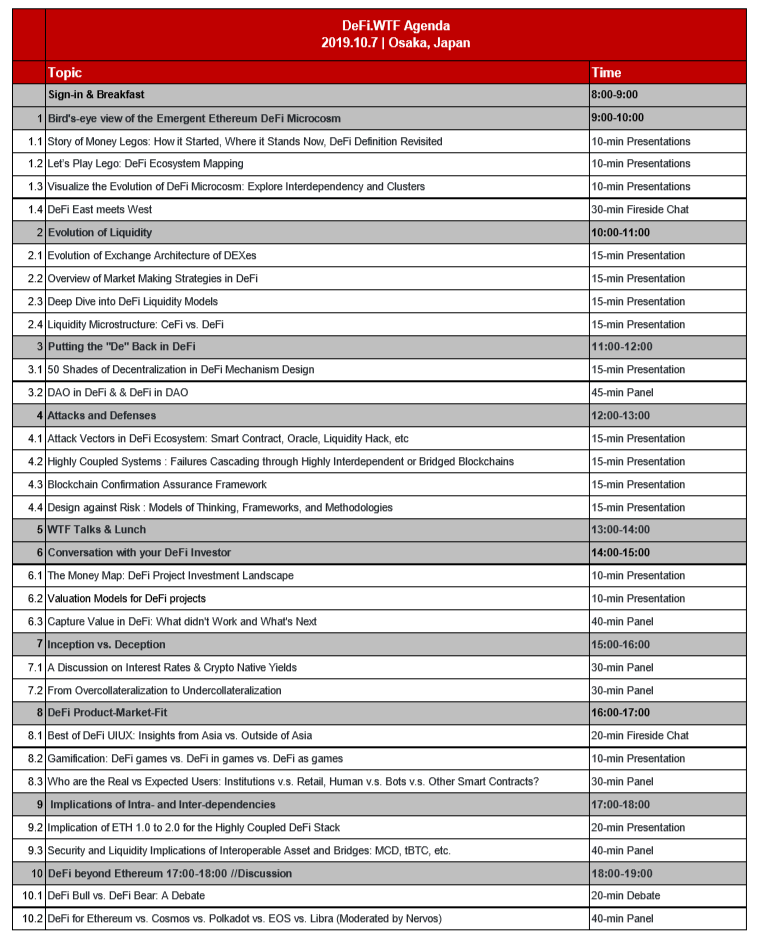 DeFi.WTF Agenda
2019.10.7 | Osaka, Japan
Topic Time
Sign-in & Breakfast 8:00-9:00
1 Bird's-eye view of the Emergent Ethereum DeFi Microcosm 9:00-10:00
1.1 Story of Money Legos: How it Started, Where it Stands Now, DeFi Definition Revisited 10-min Presentations
1.2 Let's Play Lego: DeFi Ecosystem Mapping 10-min Presentations
1.3 Visualize the Evolution of DeFi Microcosm: Explore Interdependency and Clusters 10-min Presentations
1.4 DeFi East meets West 30-min Fireside Chat
2 Evolution of Liquidity 10:00-11:00
2.1 Evolution of Exchange Architecture of DEXes 15-min Presentation
2.2 Overview of Market Making Strategies in DeFi 15-min Presentation
2.3 Deep Dive into DeFi Liquidity Models 15-min Presentation
2.4 Liquidity Microstructure: CeFi vs. DeFi 15-min Presentation
3 Putting the "De" Back in DeFi 11:00-12:00
3.1 50 Shades of Decentralization in DeFi Mechanism Design 15-min Presentation
3.2 DAO in DeFi & & DeFi in DAO 45-min Panel
4 Attacks and Defenses 12:00-13:00
4.1 Attack Vectors in DeFi Ecosystem: Smart Contract, Oracle, Liquidity Hack, etc 15-min Presentation
4.2 Highly Coupled Systems : Failures Cascading through Highly Interdependent or Bridged Blockchains 15-min Presentation
4.3 Blockchain Confirmation Assurance Framework 15-min Presentation
4.4 Design against Risk : Models of Thinking, Frameworks, and Methodologies 15-min Presentation
5 WTF Talks & Lunch 13:00-14:00
6 Conversation with your DeFi Investor 14:00-15:00
6.1 The Money Map: DeFi Project Investment Landscape 10-min Presentation
6.2 Valuation Models for DeFi projects 10-min Presentation
6.3 Capture Value in DeFi: What didn't Work and What's Next 40-min Panel
7 Inception vs. Deception 15:00-16:00
7.1 A Discussion on Interest Rates & Crypto Native Yields 30-min Panel
7.2 From Overcollateralization to Undercollateralization 30-min Panel
8 DeFi Product-Market-Fit 16:00-17:00
8.1 Best of DeFi UIUX: Insights from Asia vs. Outside of Asia 20-min Fireside Chat
8.2 Gamification: DeFi games vs. DeFi in games vs. DeFi as games 10-min Presentation
8.3 Who are the Real vs Expected Users: Institutions v.s. Retail, Human v.s. Bots v.s. Other Smart Contracts? 30-min Panel
9 Implications of Intra- and Inter-dependencies 17:00-18:00
9.2 Implication of ETH 1.0 to 2.0 for the Highly Coupled DeFi Stack 20-min Presentation
9.3 Security and Liquidity Implications of Interoperable Asset and Bridges: MCD, tBTC, etc. 40-min Panel
10 DeFi beyond Ethereum 17:00-18:00 //Discussion 18:00-19:00
10.1 DeFi Bull vs. DeFi Bear: A Debate 20-min Debate
10.2 DeFi for Ethereum vs. Cosmos vs. Polkadot vs. EOS vs. Libra (Moderated by Nervos) 40-min Panel